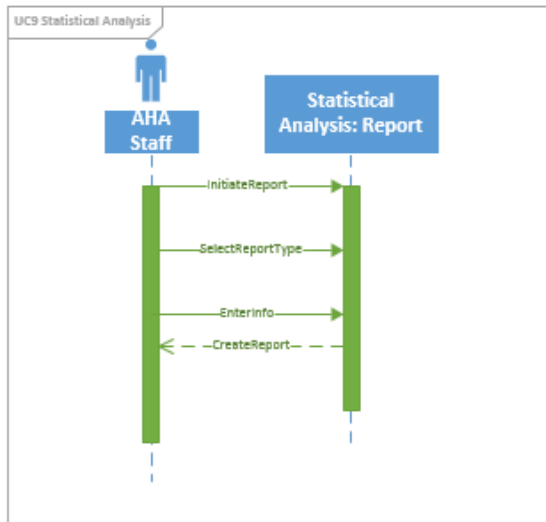 UC9 Statistical Analysis
AHA
Staff
Statistical
Analysis: Report
InitiateReport
SelectReportType
EnterInfo
CreateReport